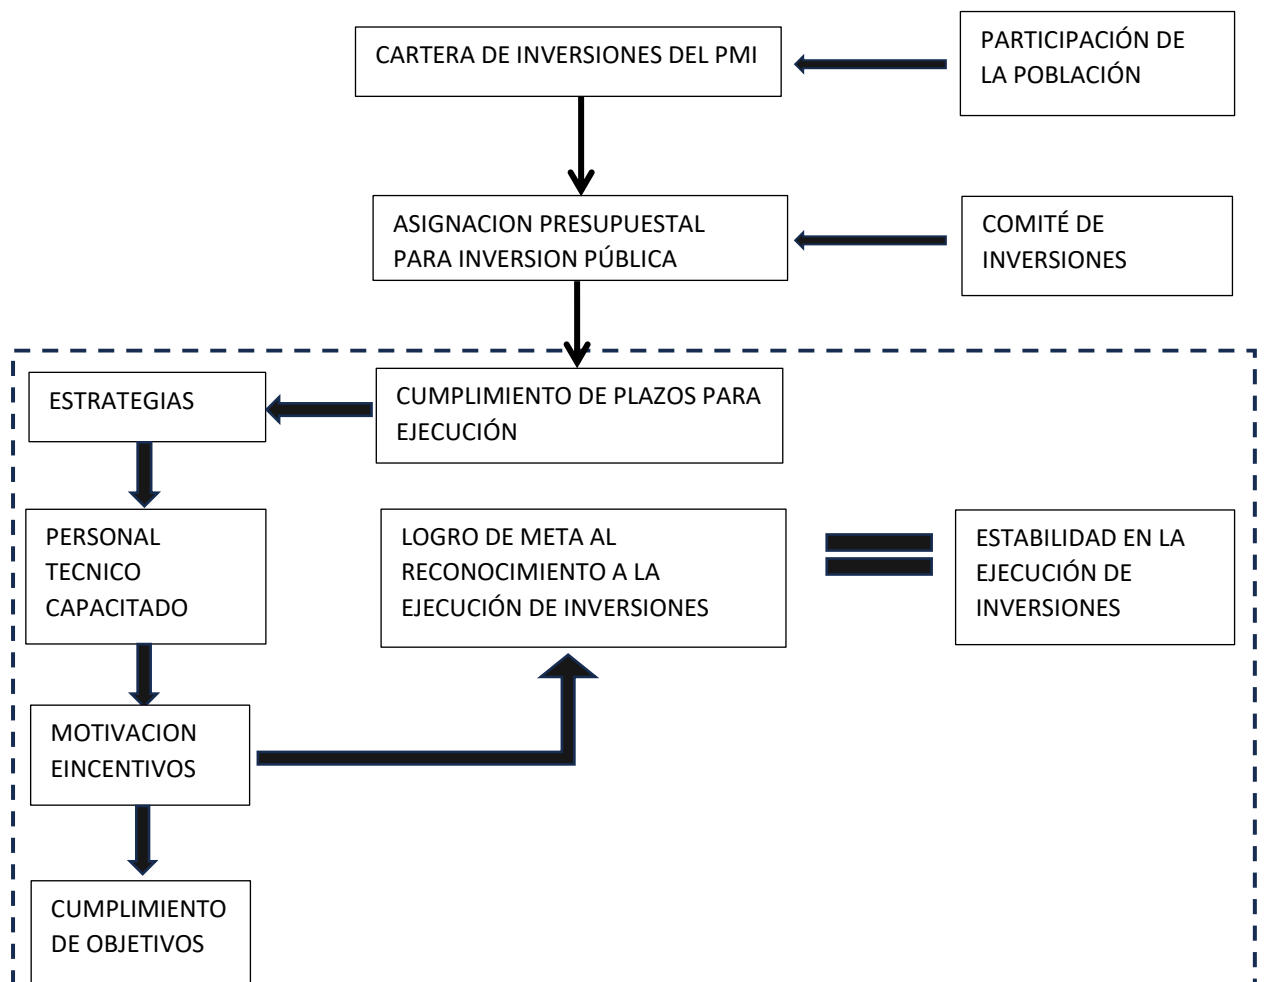 CARTERA DE INVERSIONES DEL PMI
PARTICIPACIÓN DE
LA POBLACIÓN
ASIGNACION PRESUPUESTAL
PARA INVERSION PÚBLICA
COMITÉ DE
INVERSIONES
ESTRATEGIAS
CUMPLIMIENTO DE PLAZOS PARA
EJECUCIÓN
PERSONAL
TECNICO
CAPACITADO
LOGRO DE META AL
RECONOCIMIENTO A LA
EJECUCIÓN DE INVERSIONES
ESTABILIDAD EN LA
EJECUCIÓN DE
INVERSIONES
MOTIVACION
EINCENTIVOS
CUMPLIMIENTO
DE OBJETIVOS